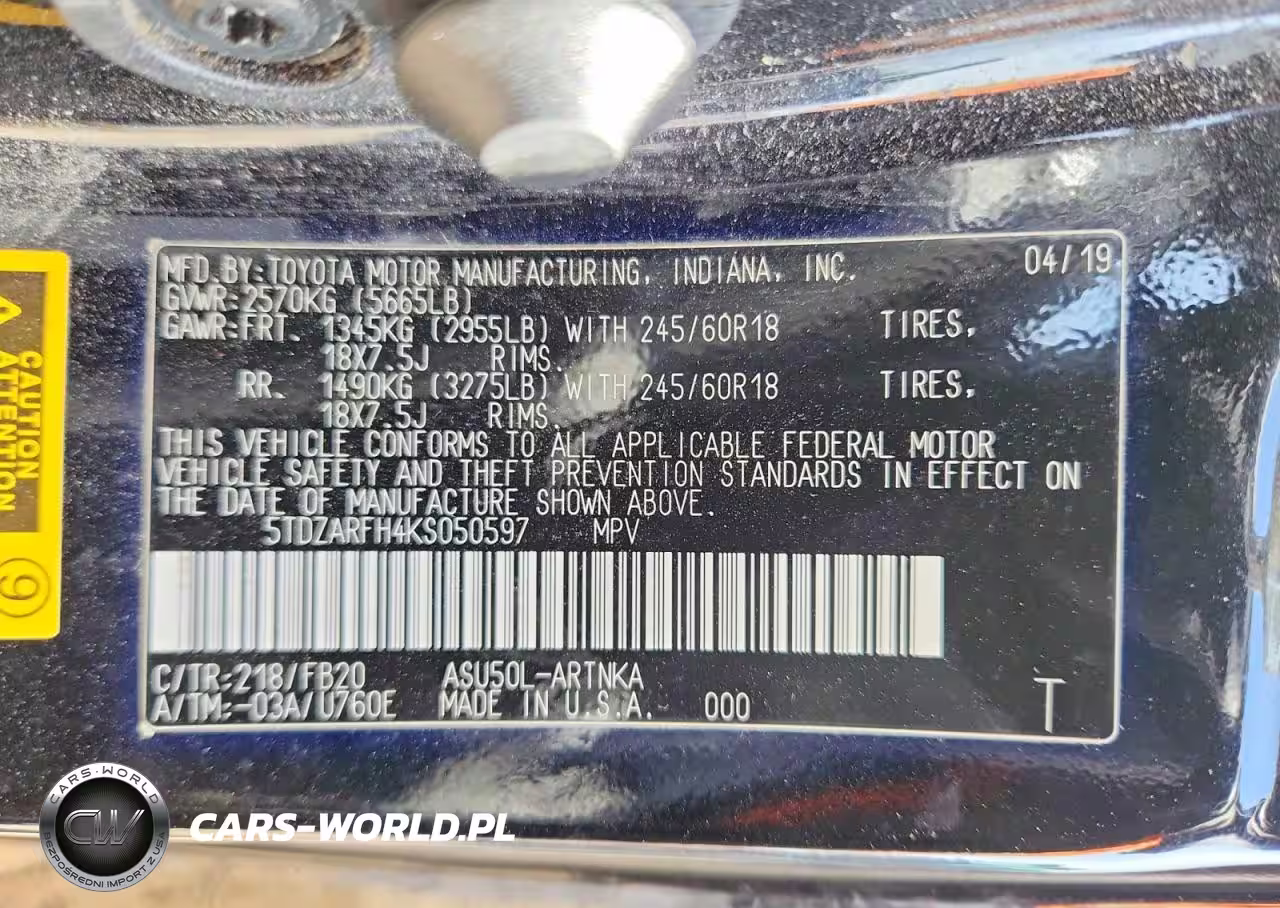 MFD.BY:TOYOTA MOTOR MANUFACTURING, INDIANA, INC. 04/19
GVWR:2570KG (5665LB)
GAWR:FRT. 1345KG (2955LB) WITH 245/60R18 TIRES,
18X7.5J RIMS.
RR. 1490KG (3275LB) WITH 245/60R18 TIRES,
18X7.5J RIMS.
THIS VEHICLE CONFORMS TO ALL APPLICABLE FEDERAL MOTOR
VEHICLE SAFETY AND THEFT PREVENTION STANDARDS IN EFFECT ON
THE DATE OF MANUFACTURE SHOWN ABOVE.
5TDZARFH4KS050597 MPV
C/TR:218/FB20 ASU50L-ARTNKA
A/TM:-03A/U760E MADE IN U.S.A. 000 T
CAUTION
ATTENTION
9
CARS-WORLD
CW
BEZPOŚREDNI IMPORT Z USA
CARS-WORLD.PL